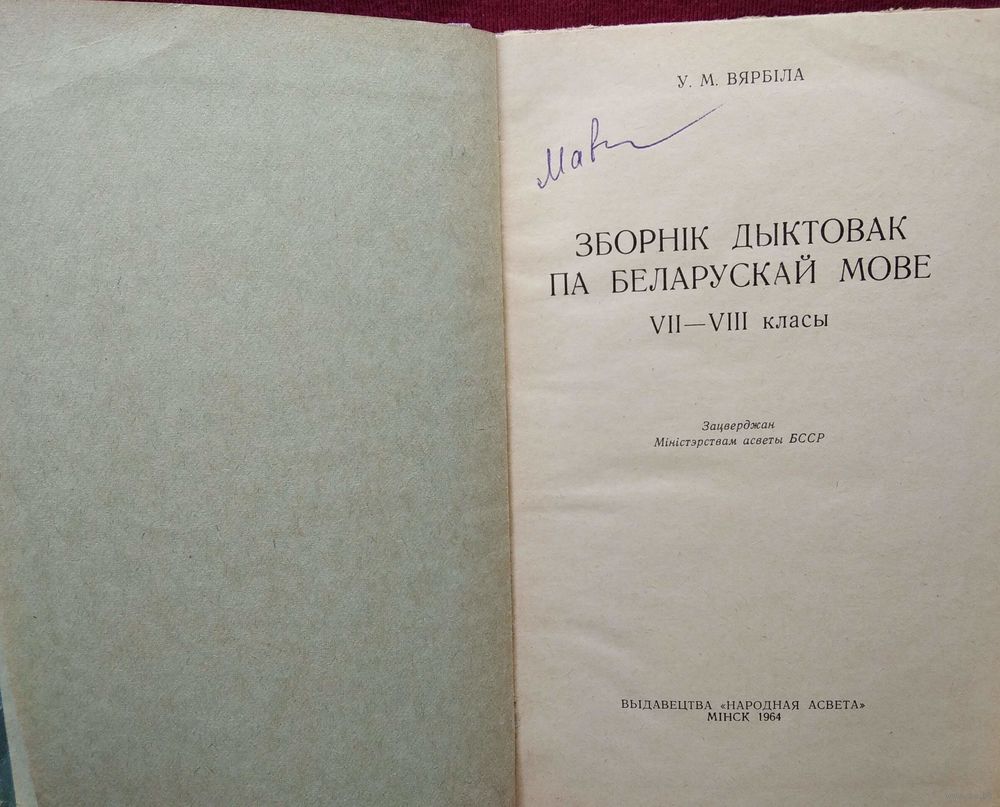 У. М. ВЯРБІЛА
ЗБОРНІК ДЫКТОВАК
ПА БЕЛАРУСКАЙ МОВЕ
VII—VIII класы
Зацверджан
Міністэрствам асветы БССР
ВЫДАВЕЦТВА «НАРОДНАЯ АСВЕТА»
МІНСК 1964